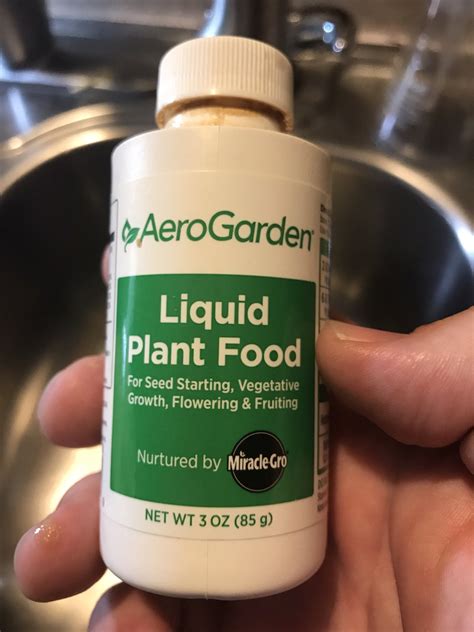 AeroGarden
Liquid
Plant Food
For Seed Starting, Vegetative
Growth, Flowering & Fruiting
Nurtured by Miracle-Gro
NET WT 3 OZ (85 g)